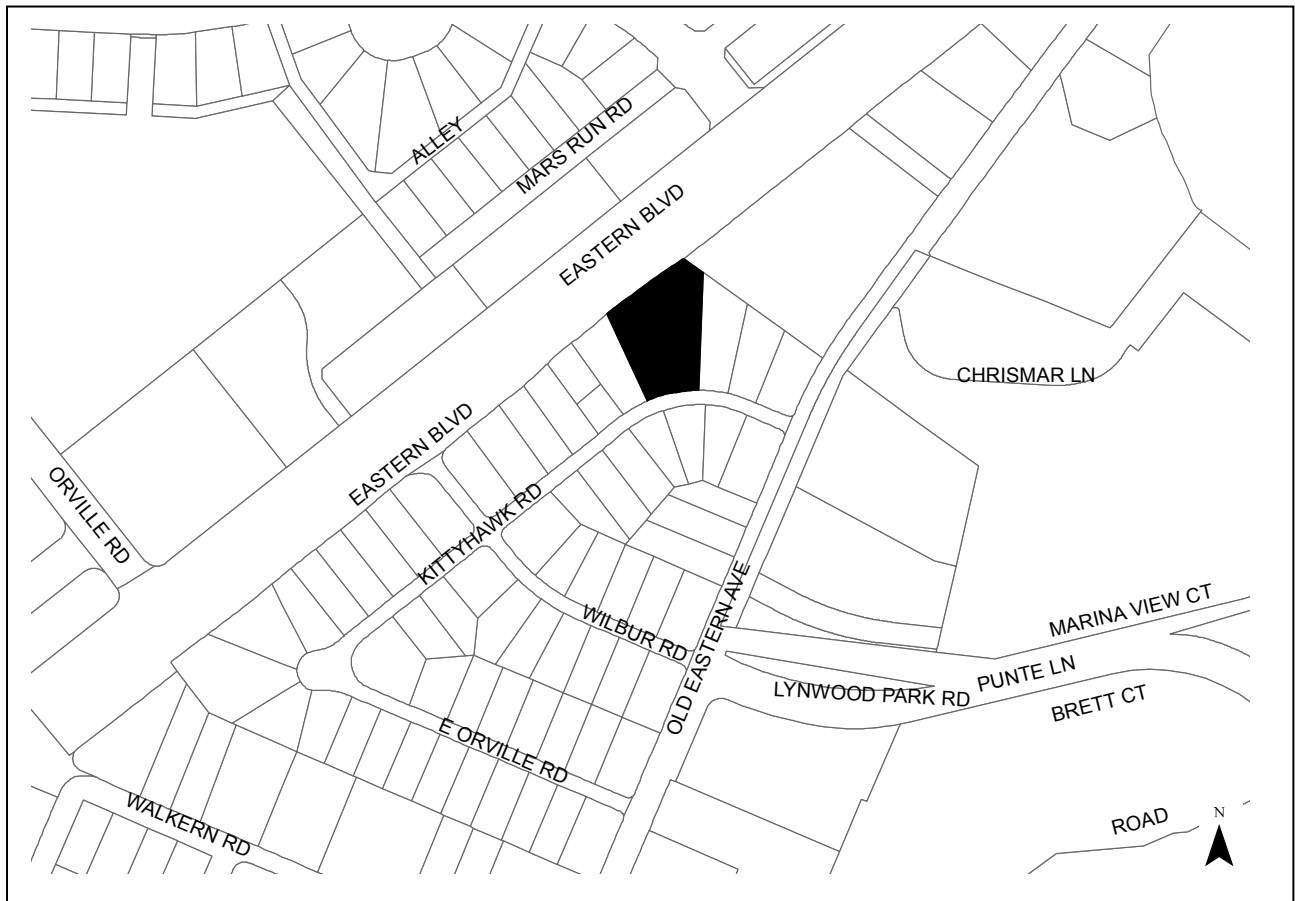 ALLEY
MARS RUN RD
EASTERN BLVD
CHRISMAR LN
EASTERN BLVD
ORVILLE RD
KITTYHAWK RD
WILBUR RD
OLD EASTERN AVE
MARINA VIEW CT
PUNTE LN
LYNWOOD PARK RD
BRETT CT
E ORVILLE RD
WALKERN RD
ROAD
N